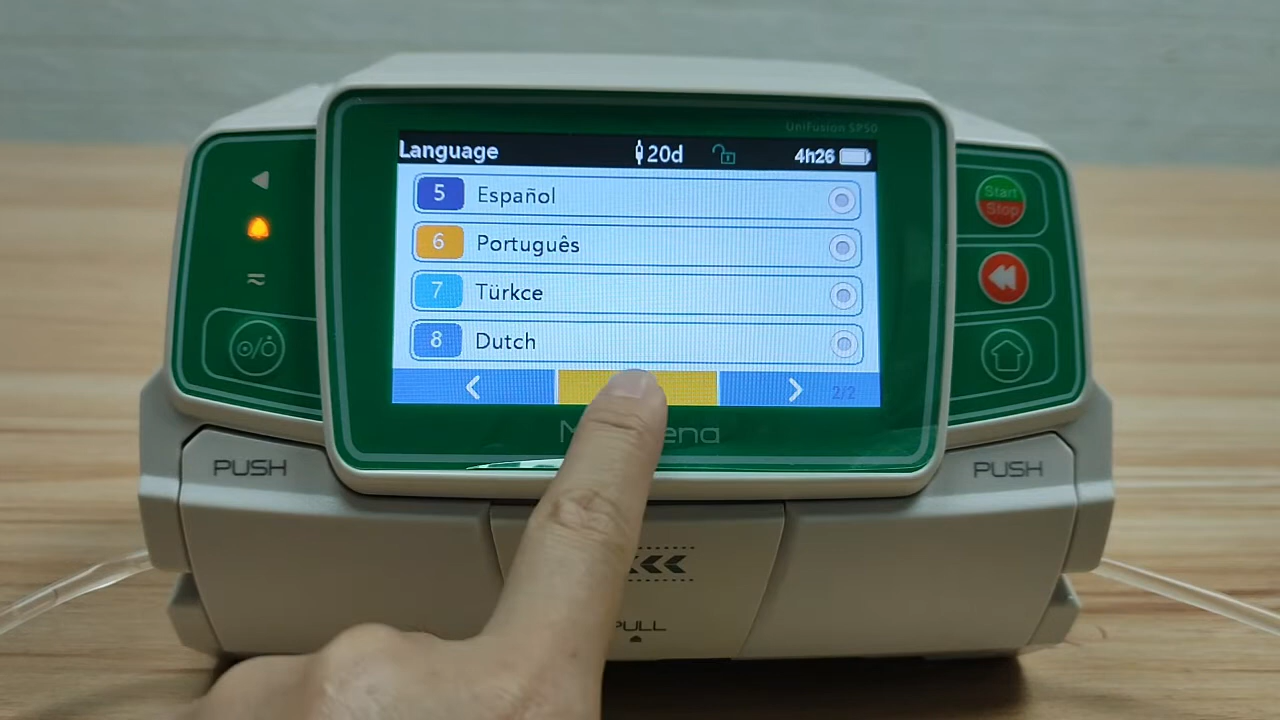 Unifusion SP50
Language 20d 4h26
5 Español
6 Português
7 Türkce
8 Dutch
< > 2/2
Start
Stop
PUSH
PUSH
PULL